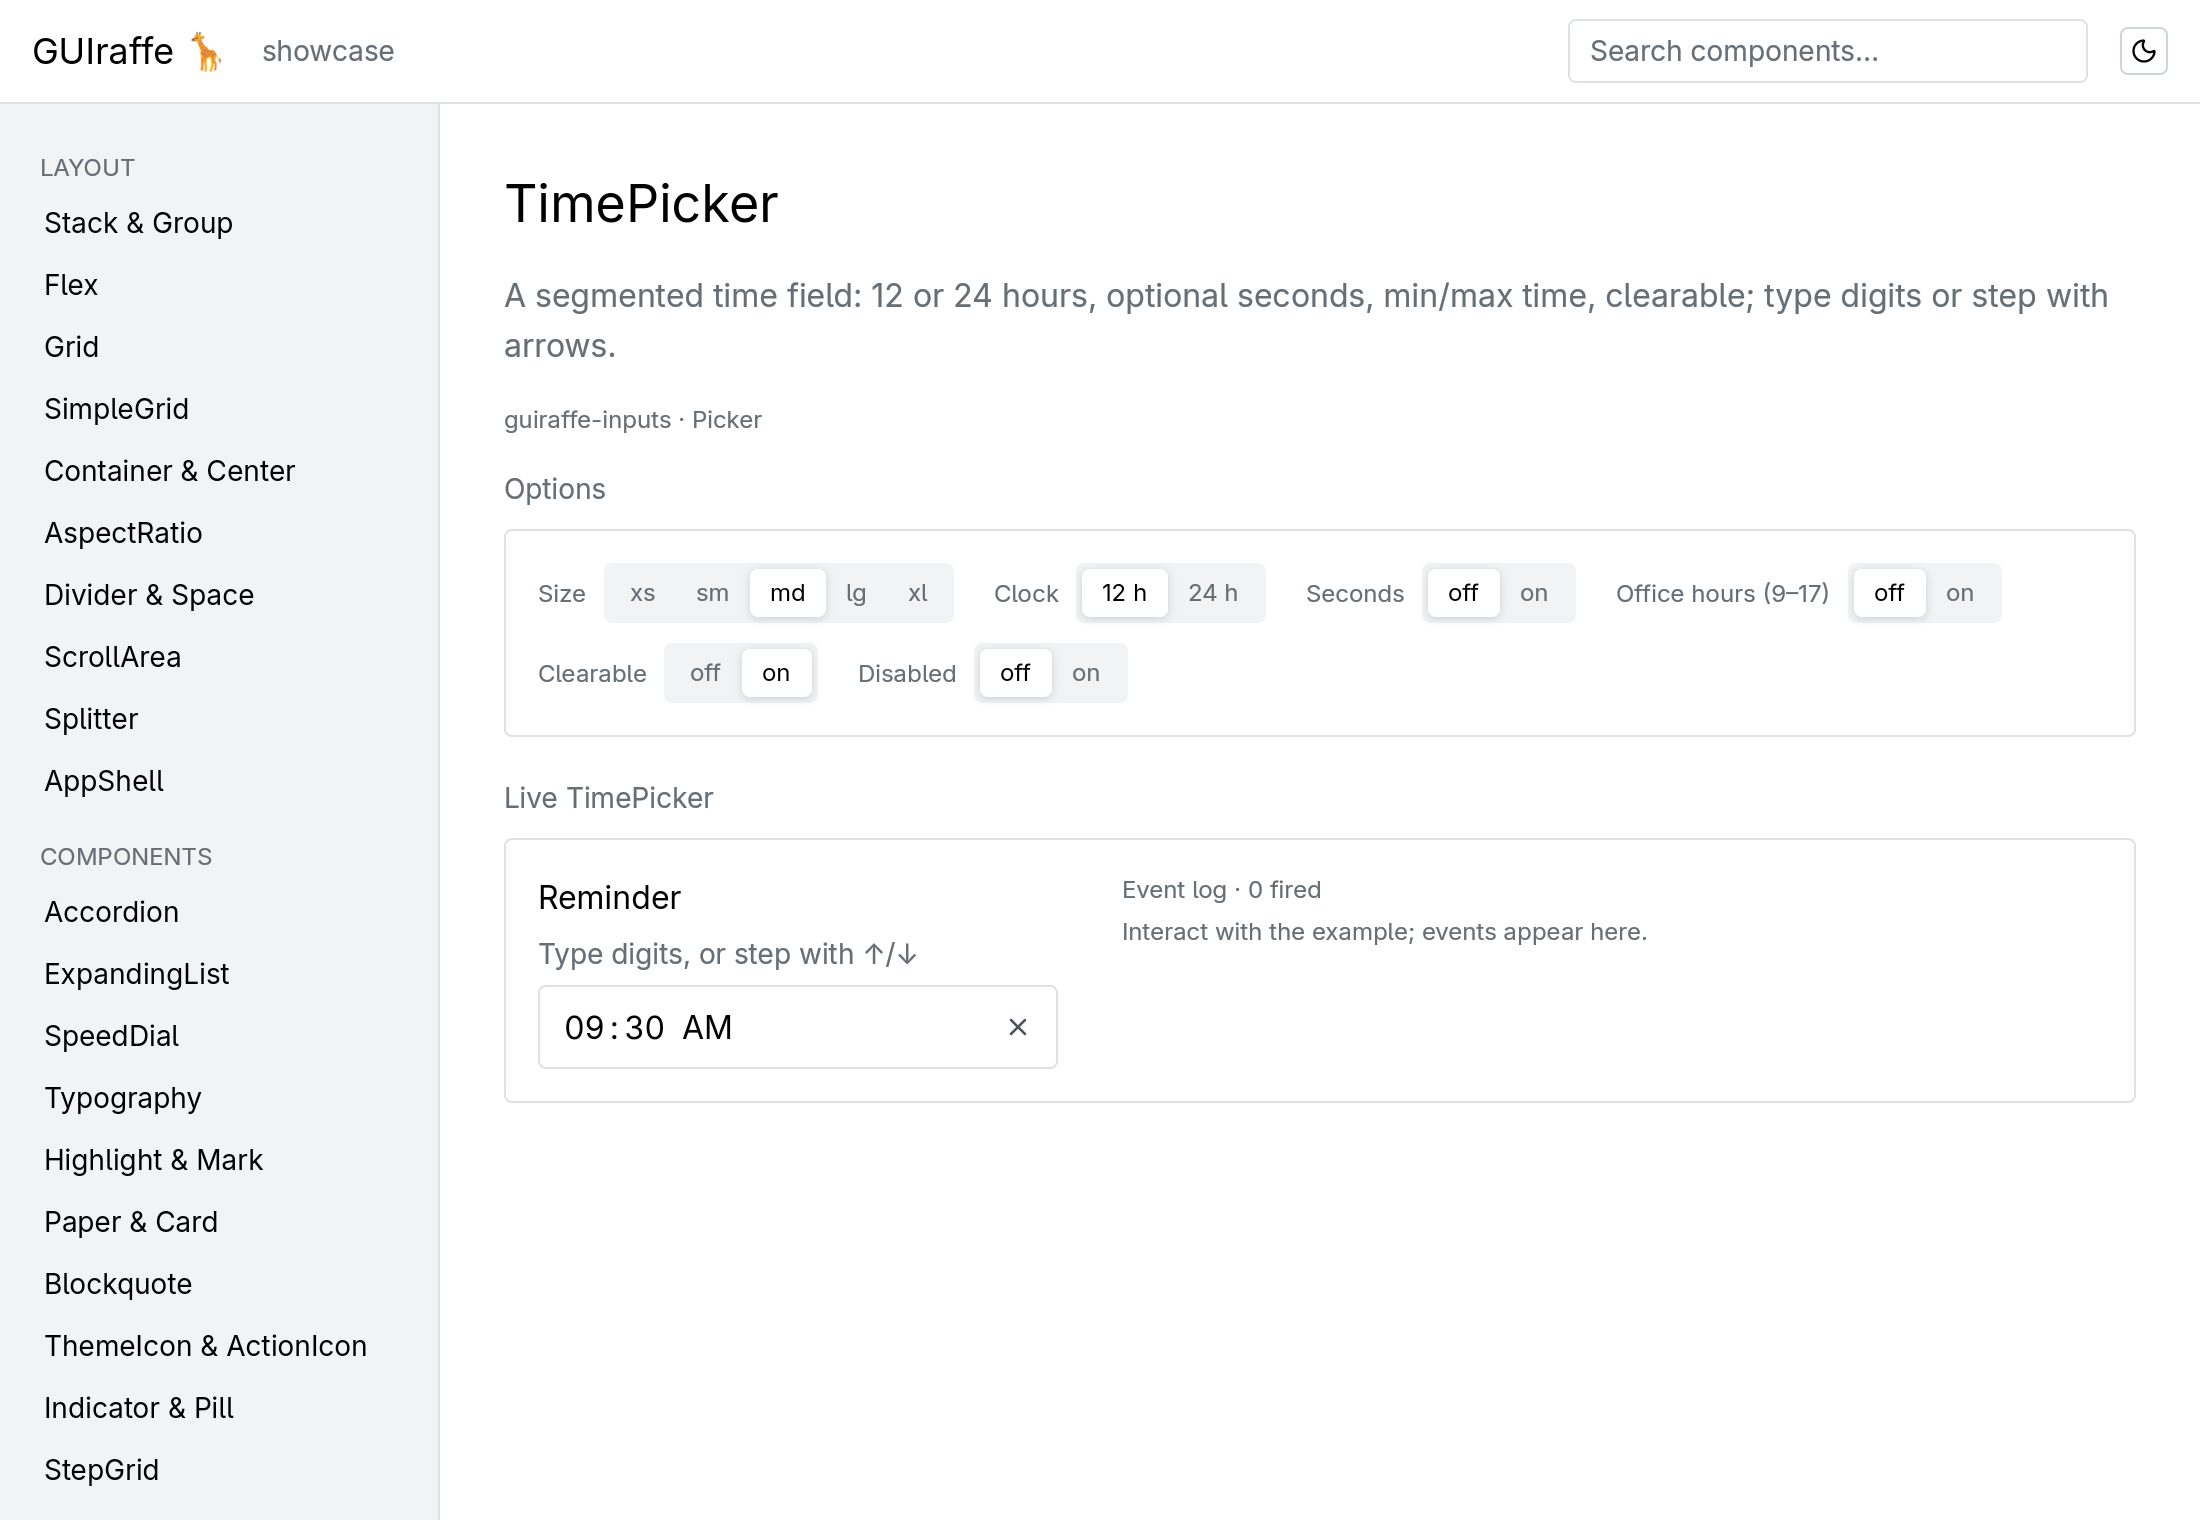 GUIraffe 🦒 showcase
Search components...
LAYOUT
Stack & Group
Flex
Grid
SimpleGrid
Container & Center
AspectRatio
Divider & Space
ScrollArea
Splitter
AppShell
COMPONENTS
Accordion
ExpandingList
SpeedDial
Typography
Highlight & Mark
Paper & Card
Blockquote
ThemeIcon & ActionIcon
Indicator & Pill
StepGrid
TimePicker
A segmented time field: 12 or 24 hours, optional seconds, min/max time, clearable; type digits or step with
arrows.
guiraffe-inputs · Picker
Options
Size xs sm md lg xl Clock 12 h 24 h Seconds off on Office hours (9–17) off on
Clearable off on Disabled off on
Live TimePicker
Reminder
Type digits, or step with ↑/↓
09:30 AM
Event log · 0 fired
Interact with the example; events appear here.